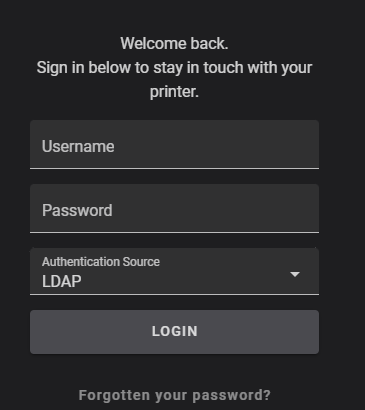 Welcome back.
Sign in below to stay in touch with your
printer.
Username
Password
Authentication Source
LDAP
LOGIN
Forgotten your password?